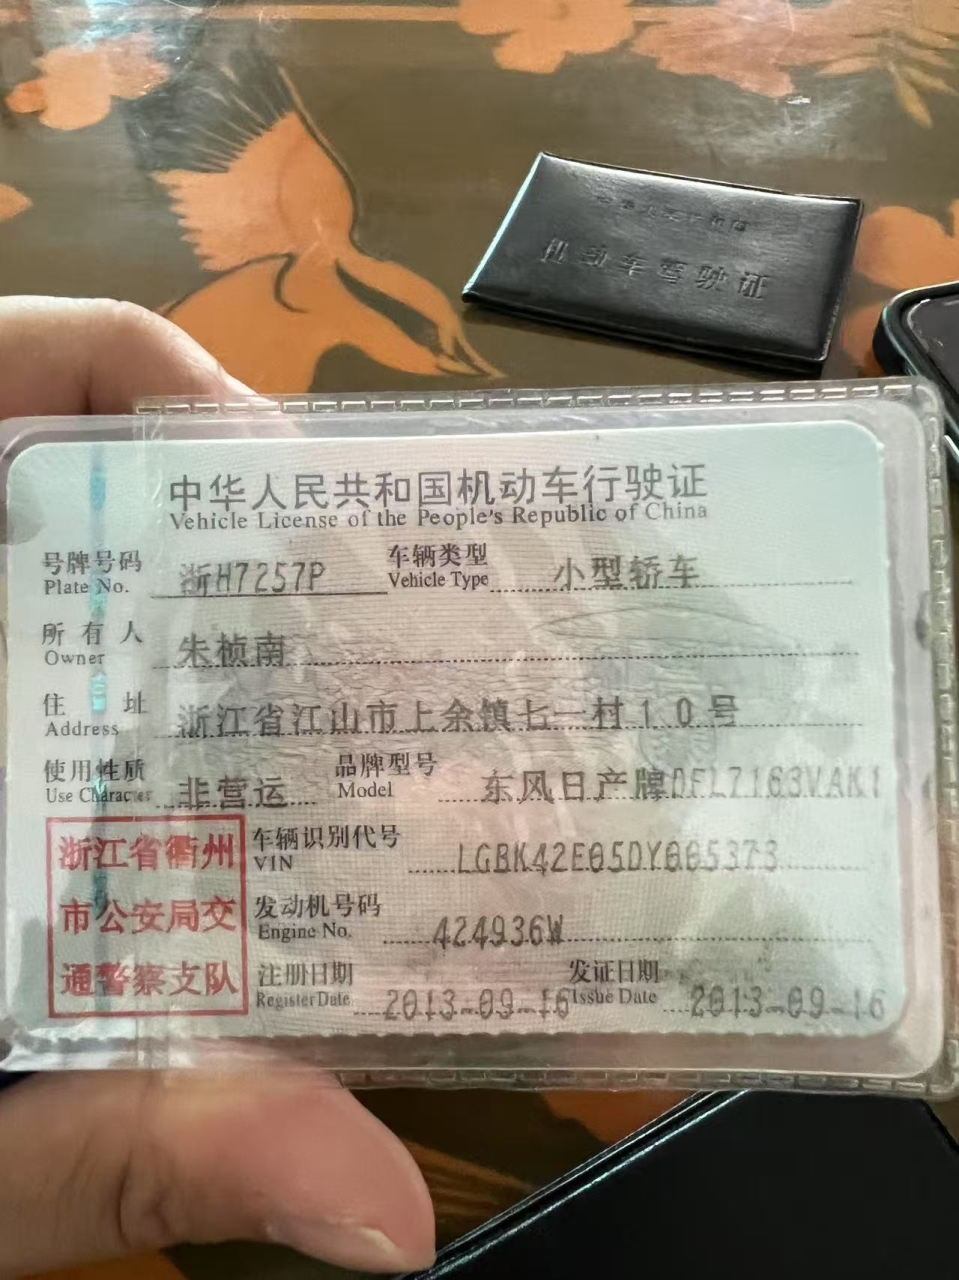 机动车驾驶证
中华人民共和国机动车行驶证
Vehicle License of the People's Republic of China
号牌号码 浙H7257P 车辆类型 小型轿车
Plate No. Vehicle Type
所有人 朱桢南
Owner
住址 浙江省江山市上余镇七一村10号
Address
使用性质 非营运 品牌型号 东风日产牌DFL7163VAK1
Use Character Model
浙江省衢州
市公安局交
通警察支队
车辆识别代号 LGBK42E05DY005373
VIN
发动机号码 424936W
Engine No.
注册日期 2013-09-16 发证日期 2013-09-16
Register Date Issue Date